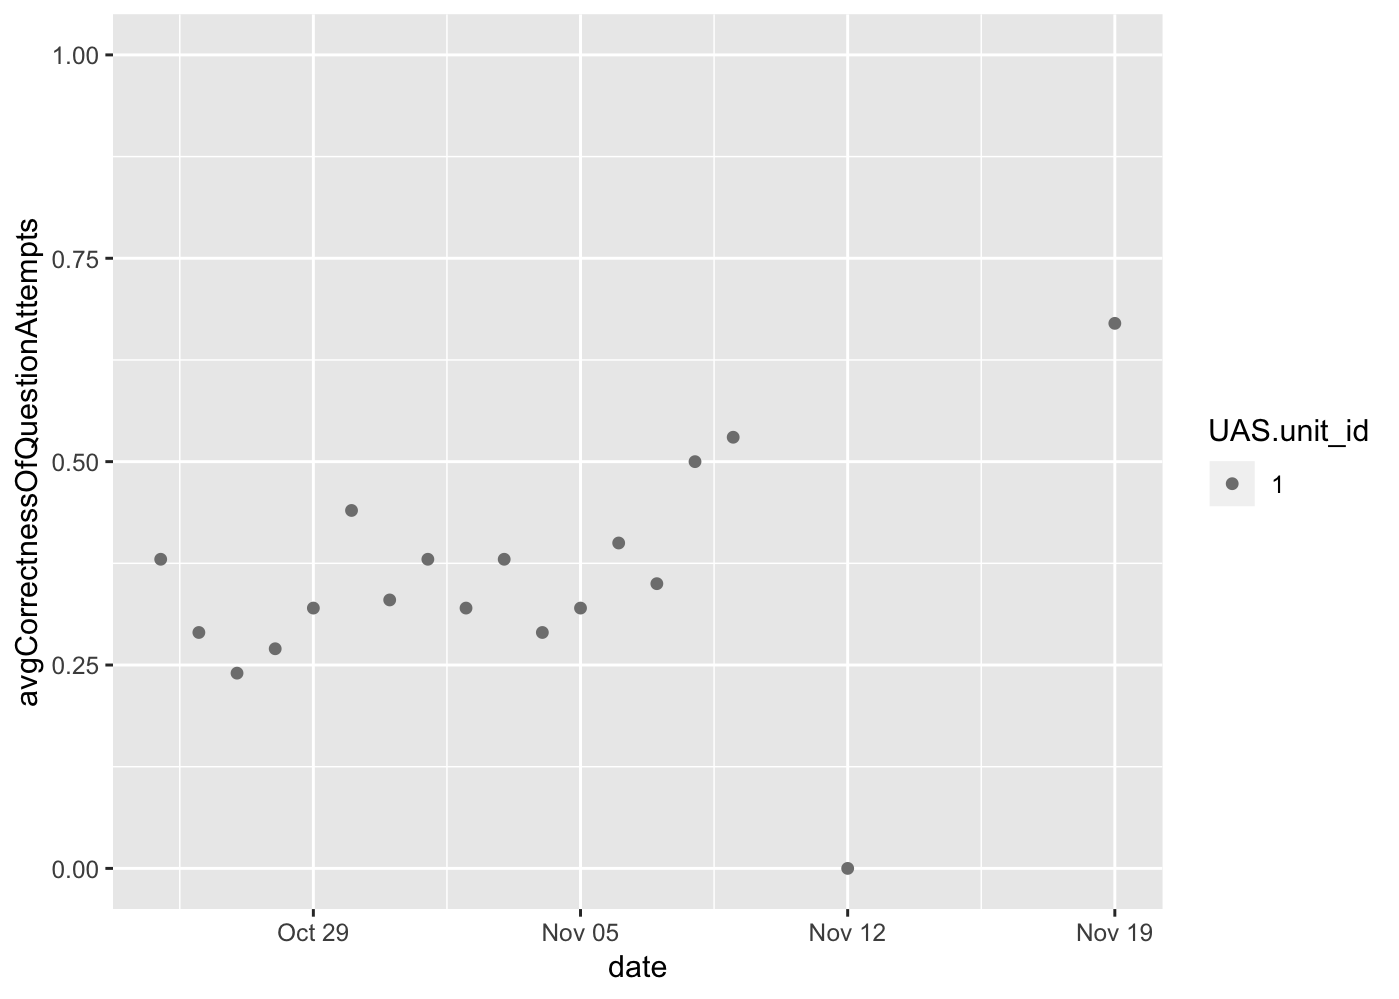 1.00
0.75
0.50
0.25
0.00
avgCorrectnessOfQuestionAttempts
Oct 29
Nov 05
Nov 12
Nov 19
date
UAS.unit_id
1